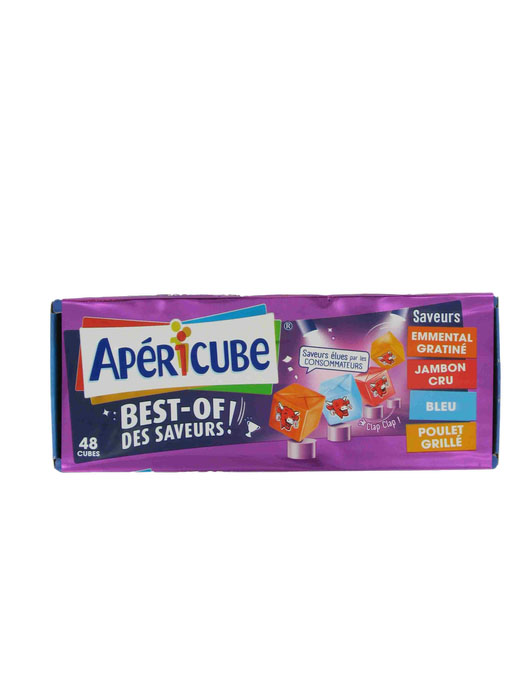 APÉRICUBE®
BEST-OF!
DES SAVEURS!
48
CUBES
Saveurs élues par les
CONSOMMATEURS
Clap Clap !
Saveurs
EMMENTAL
GRATINÉ
JAMBON
CRU
BLEU
POULET
GRILLÉ